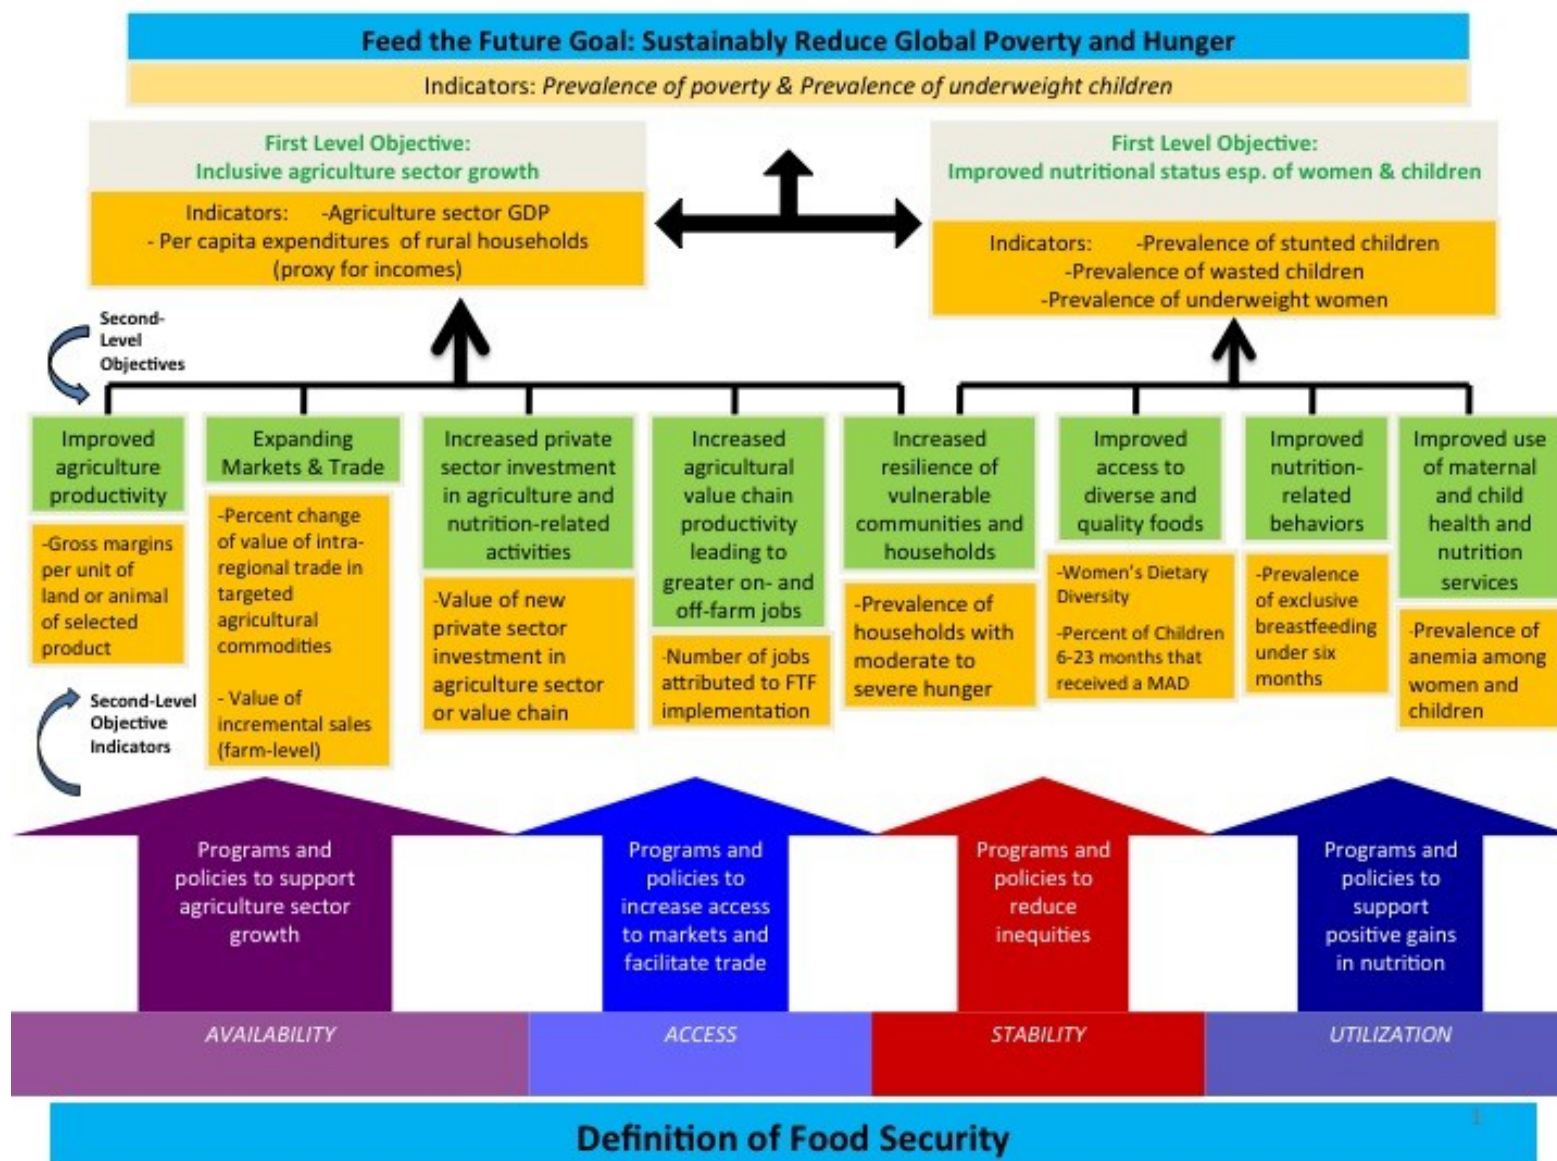 Feed the Future Goal: Sustainably Reduce Global Poverty and Hunger
Indicators: Prevalence of poverty & Prevalence of underweight children
First Level Objective:
Inclusive agriculture sector growth
Indicators: -Agriculture sector GDP
- Per capita expenditures of rural households
(proxy for incomes)
First Level Objective:
Improved nutritional status esp. of women & children
Indicators: -Prevalence of stunted children
-Prevalence of wasted children
-Prevalence of underweight women
Second-
Level
Objectives
Improved
agriculture
productivity
-Gross margins
per unit of
land or animal
of selected
product
Expanding
Markets & Trade
-Percent change
of value of intra-
regional trade in
targeted
agricultural
commodities
- Value of
incremental sales
(farm-level)
Increased private
sector investment
in agriculture and
nutrition-related
activities
-Value of new
private sector
investment in
agriculture sector
or value chain
Increased
agricultural
value chain
productivity
leading to
greater on- and
off-farm jobs
-Number of jobs
attributed to FTF
implementation
Increased
resilience of
vulnerable
communities and
households
-Prevalence of
households with
moderate to
severe hunger
Improved
access to
diverse and
quality foods
-Women's Dietary
Diversity
-Percent of Children
6-23 months that
received a MAD
Improved
nutrition-
related
behaviors
-Prevalence
of exclusive
breastfeeding
under six
months
Improved use
of maternal
and child
health and
nutrition
services
-Prevalence of
anemia among
women and
children
Second-Level
Objective
Indicators
Programs and
policies to support
agriculture sector
growth
Programs and
policies to
increase access
to markets and
facilitate trade
Programs and
policies to
reduce
inequities
Programs and
policies to
support
positive gains
in nutrition
AVAILABILITY
ACCESS
STABILITY
UTILIZATION
1
Definition of Food Security